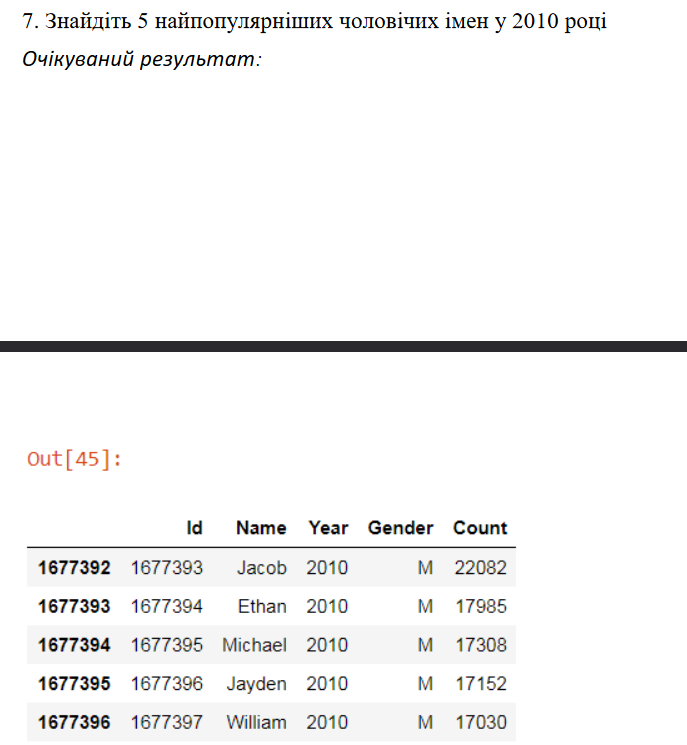 7. Знайдіть 5 найпопулярніших чоловічих імен у 2010 році
Очікуваний результат:
Out[45]:
Id Name Year Gender Count
1677392 1677393 Jacob 2010 M 22082
1677393 1677394 Ethan 2010 M 17985
1677394 1677395 Michael 2010 M 17308
1677395 1677396 Jayden 2010 M 17152
1677396 1677397 William 2010 M 17030